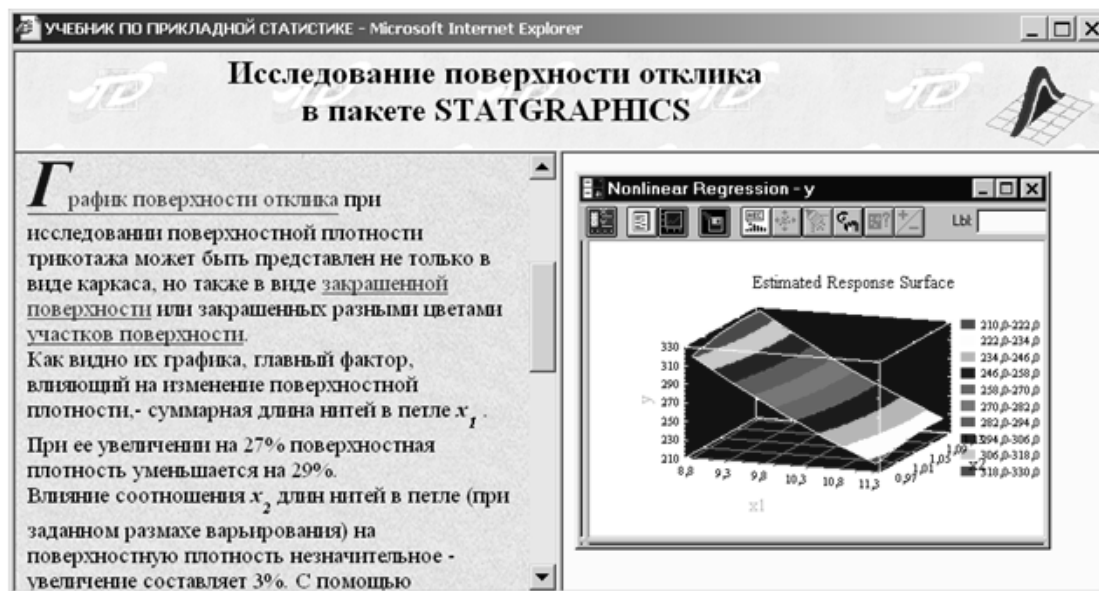 УЧЕБНИК ПО ПРИКЛАДНОЙ СТАТИСТИКЕ - Microsoft Internet Explorer
Исследование поверхности отклика
в пакете STATGRAPHICS
График поверхности отклика при
исследовании поверхностной плотности
трикотажа может быть представлен не только в
виде каркаса, но также в виде закрашенной
поверхности или закрашенных разными цветами
участков поверхности.
Как видно их графика, главный фактор,
влияющий на изменение поверхностной
плотности,- суммарная длина нитей в петле x1 .
При ее увеличении на 27% поверхностная
плотность уменьшается на 29%.
Влияние соотношения x2 длин нитей в петле (при
заданном размахе варьирования) на
поверхностную плотность незначительное -
увеличение составляет 3%. С помощью
Nonlinear Regression - y
Lbl:
Estimated Response Surface
330
310
290
270
250
230
210
y
8,8 9,3 9,8 10,3 10,8 11,3
x1
0,97 1,01 1,05 1,09
x2
210,0-222,0
222,0-234,0
234,0-246,0
246,0-258,0
258,0-270,0
270,0-282,0
282,0-294,0
294,0-306,0
306,0-318,0
318,0-330,0